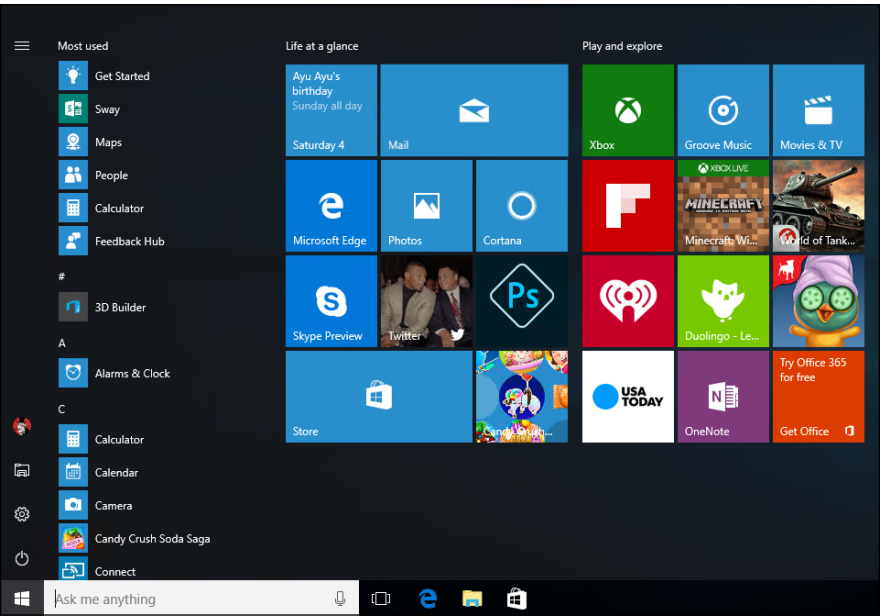 Most used
Get Started
Sway
Maps
People
Calculator
Feedback Hub
#
3D Builder
A
Alarms & Clock
C
Calculator
Calendar
Camera
Candy Crush Soda Saga
Connect
Life at a glance
Ayu Ayu's
birthday
Sunday all day
Saturday 4
Mail
Microsoft Edge
Photos
Cortana
Skype Preview
Twitter
Ps
Store
Candy Crush...
Play and explore
Xbox
Groove Music
Movies & TV
XBOX LIVE
MINECRAFT
Minecraft: Wi...
World of Tank...
Duolingo - Le...
USA
TODAY
OneNote
Try Office 365
for free
Get Office
Ask me anything